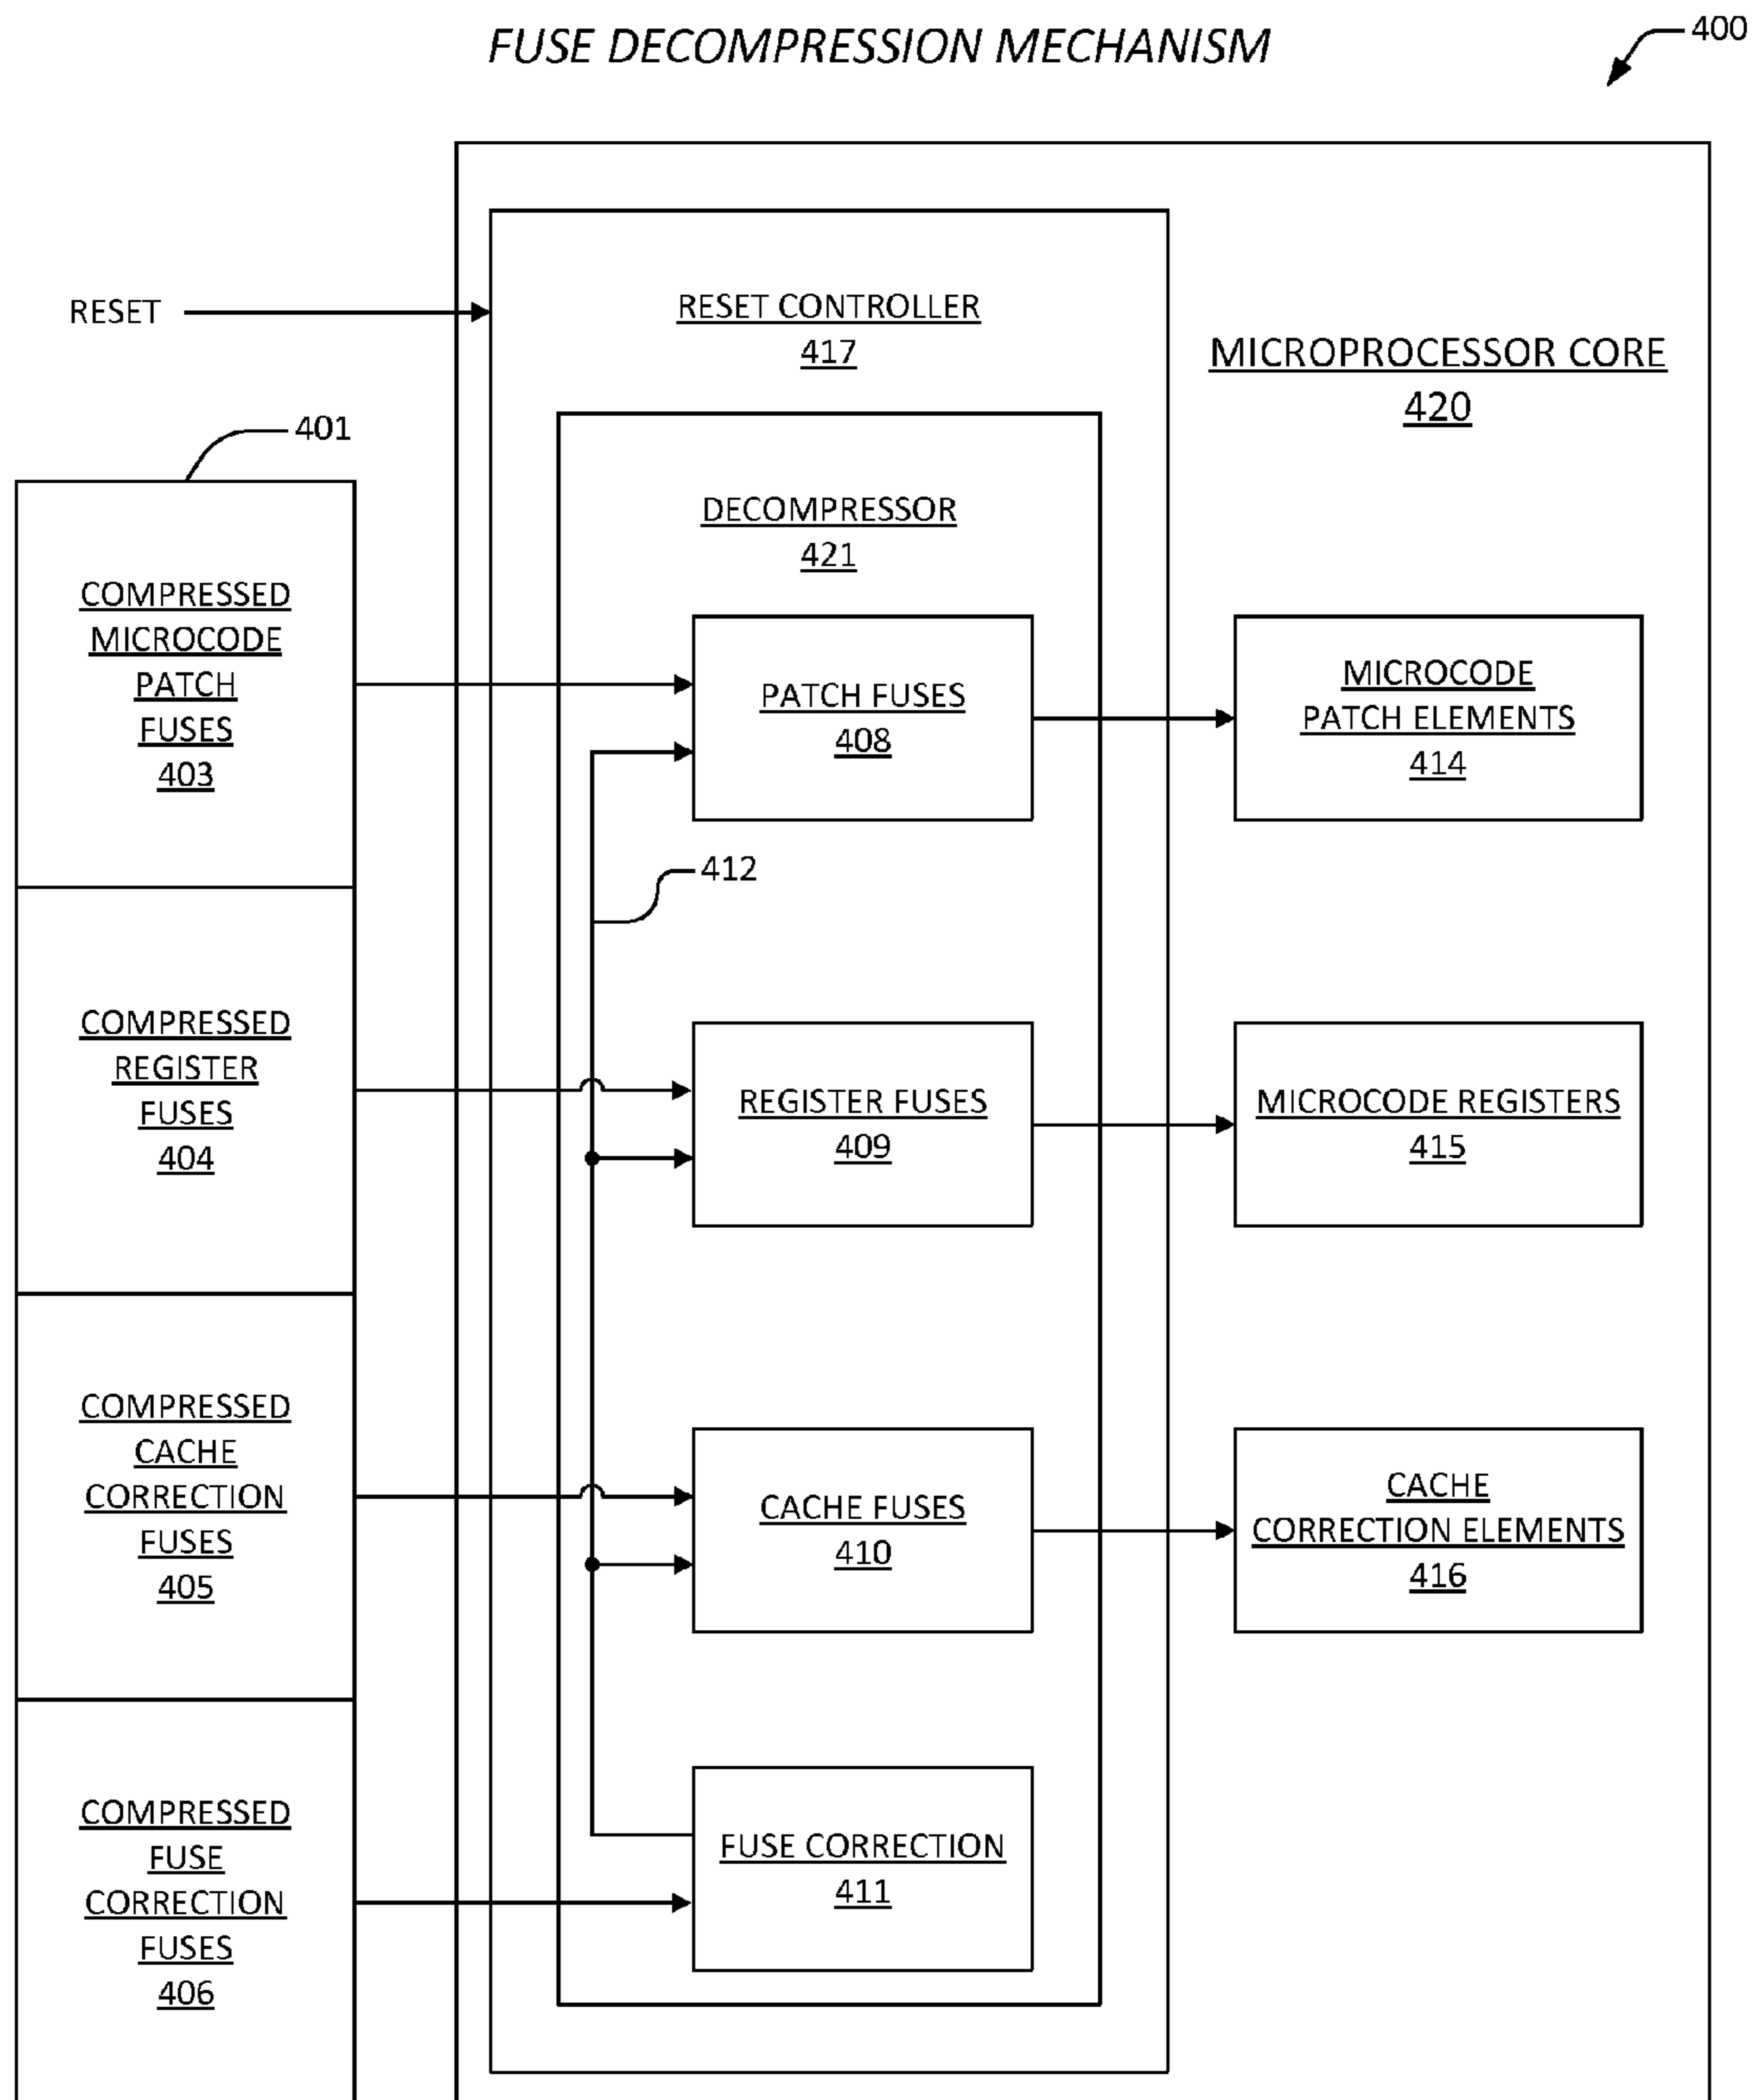 FUSE DECOMPRESSION MECHANISM
400
RESET
RESET CONTROLLER
417
MICROPROCESSOR CORE
420
401
DECOMPRESSOR
421
COMPRESSED
MICROCODE
PATCH
FUSES
403
PATCH FUSES
408
MICROCODE
PATCH ELEMENTS
414
412
COMPRESSED
REGISTER
FUSES
404
REGISTER FUSES
409
MICROCODE REGISTERS
415
COMPRESSED
CACHE
CORRECTION
FUSES
405
CACHE FUSES
410
CACHE
CORRECTION ELEMENTS
416
COMPRESSED
FUSE
CORRECTION
FUSES
406
FUSE CORRECTION
411